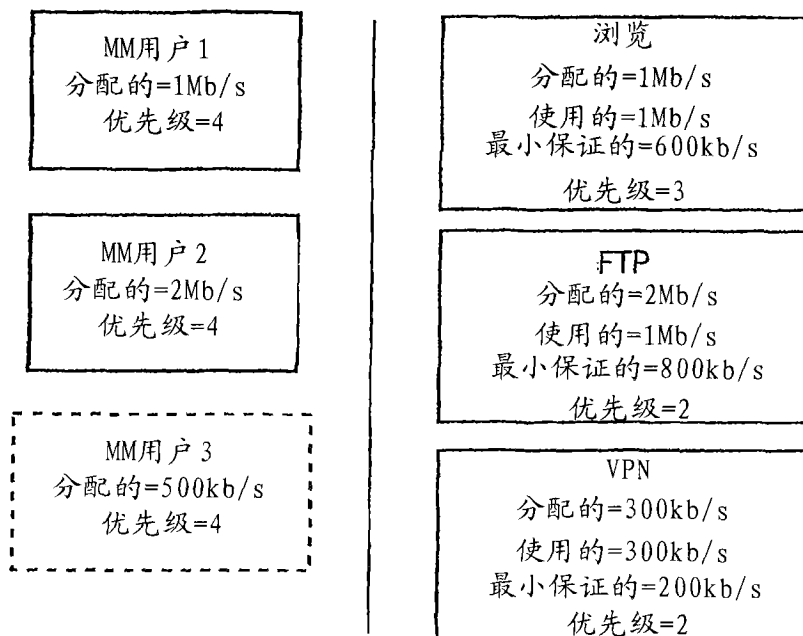 MM用户1
分配的=1Mb/s
优先级=4
MM用户2
分配的=2Mb/s
优先级=4
MM用户3
分配的=500kb/s
优先级=4
浏览
分配的=1Mb/s
使用的=1Mb/s
最小保证的=600kb/s
优先级=3
FTP
分配的=2Mb/s
使用的=1Mb/s
最小保证的=800kb/s
优先级=2
VPN
分配的=300kb/s
使用的=300kb/s
最小保证的=200kb/s
优先级=2